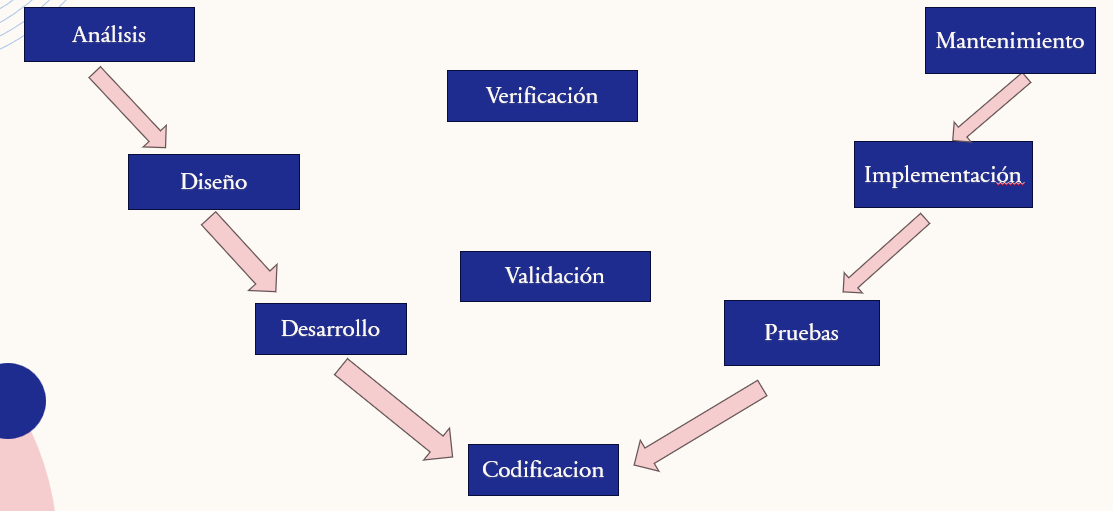 Análisis
Mantenimiento
Verificación
Diseño
Implementación
Validación
Desarrollo
Pruebas
Codificacion